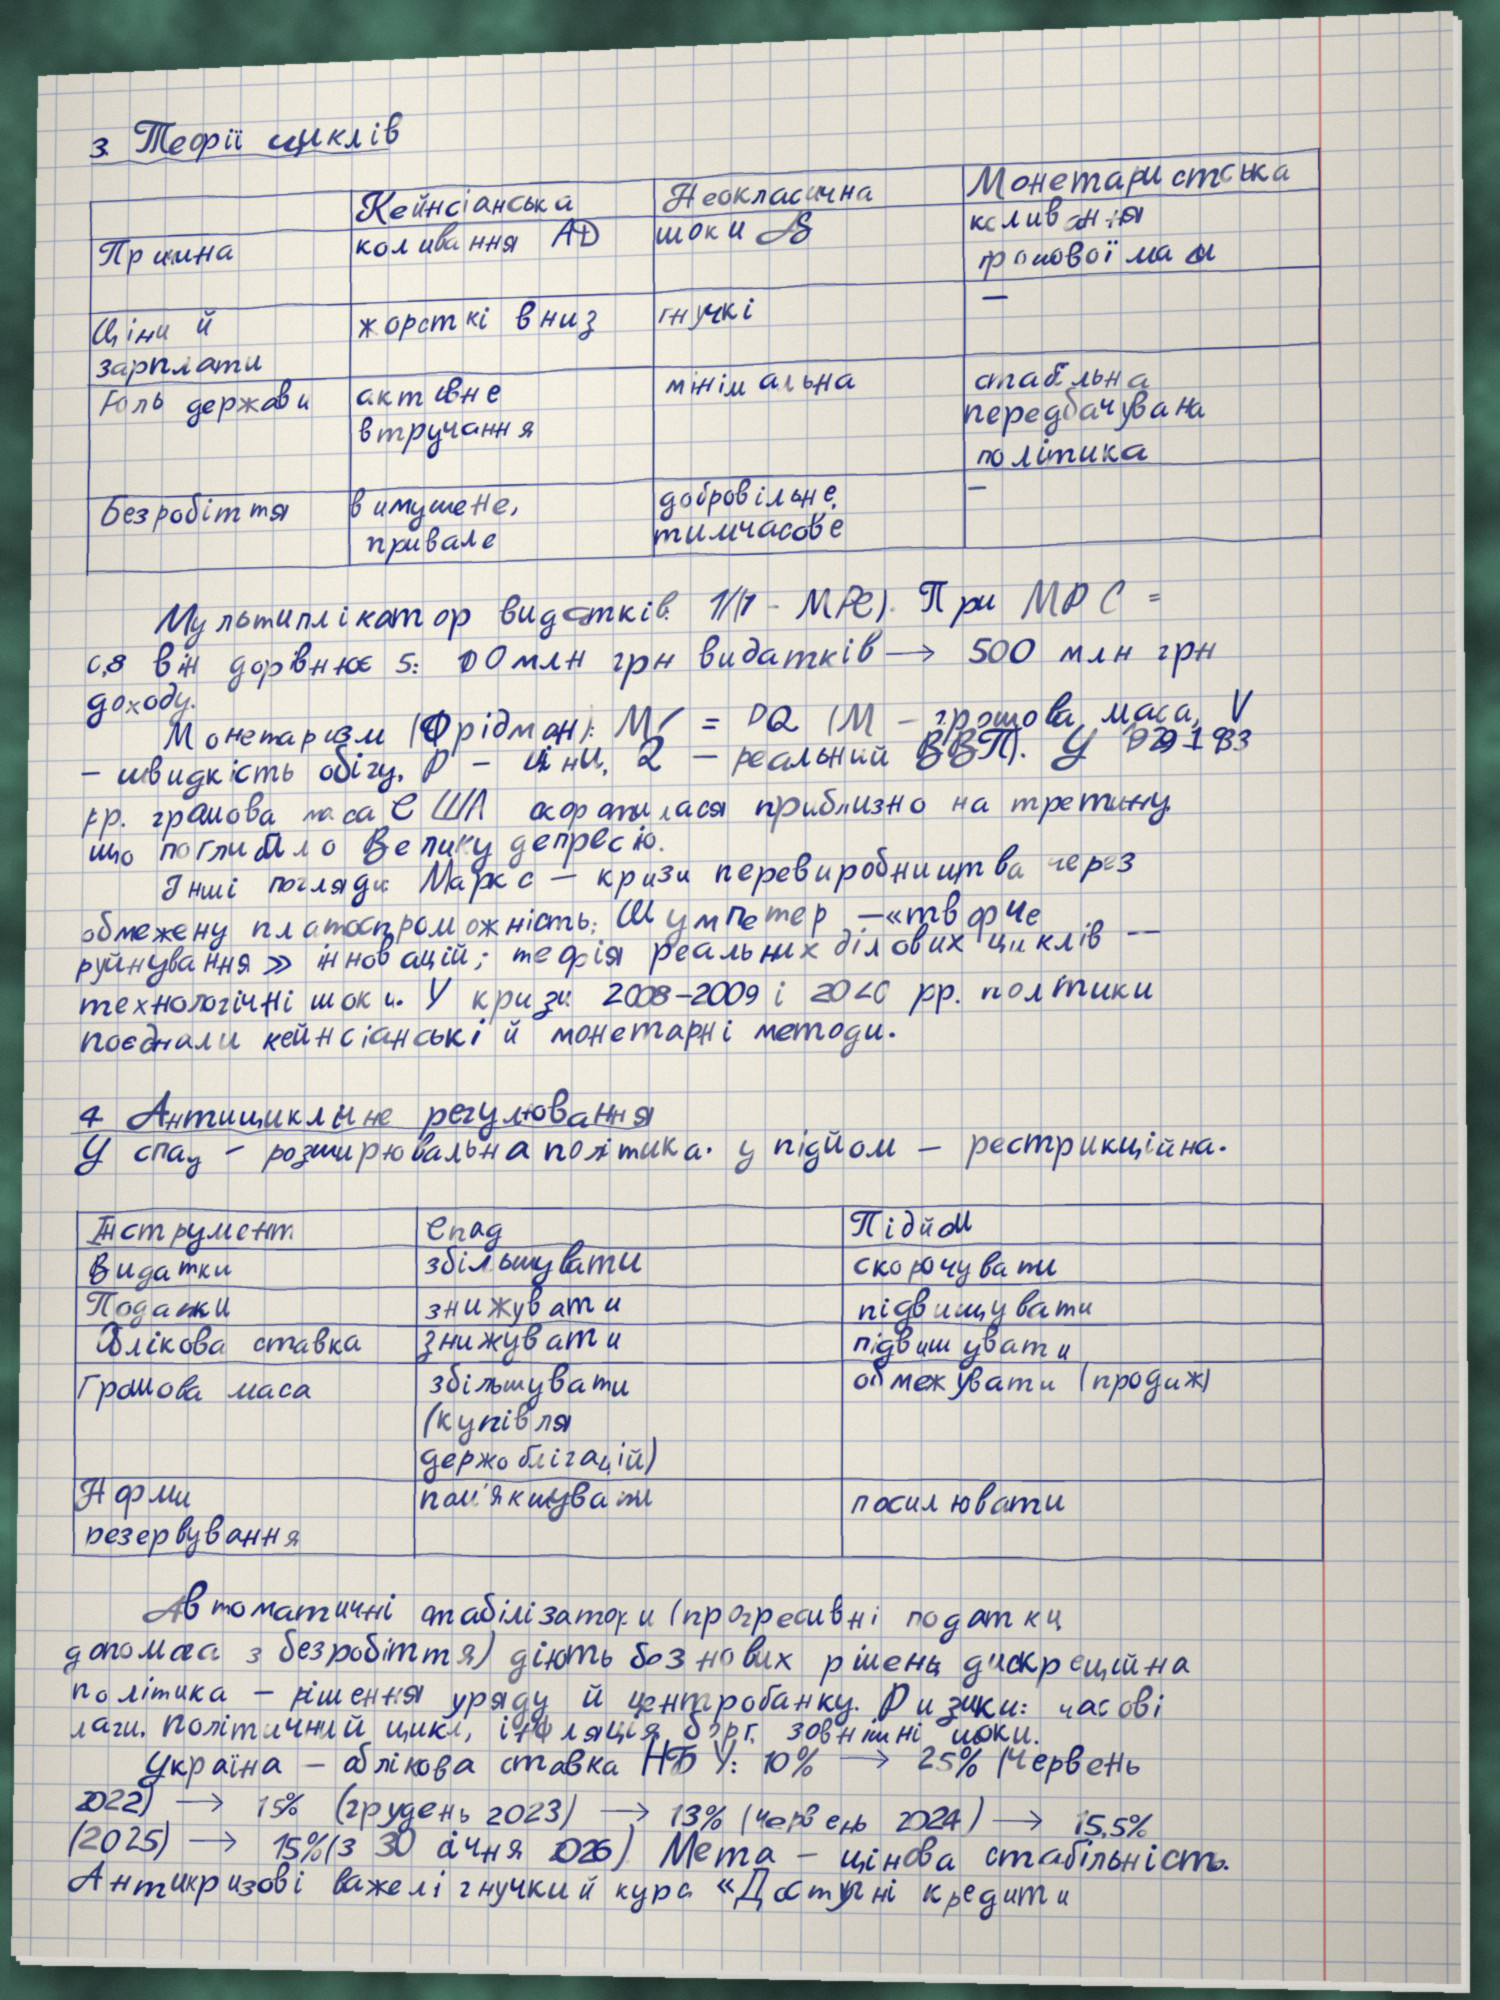 3. Теорії циклів
Кейнсіанська Неокласична Монетаристська
Причина коливання AD шоки AS коливання
грошової маси
Ціни й жорсткі вниз гнучкі —
зарплати
Роль держави активне мінімальна стабільна
втручання передбачувана
політика
Безробіття вимушене, добровільне, —
тривале тимчасове
Мультиплікатор видатків: 1/(1 - MPC). При MPC =
0,8 він дорівнює 5: 100 млн грн видатків → 500 млн грн
доходу.
Монетаризм (Фрідман): MV = PQ (M – грошова маса, V
– швидкість обігу, P – ціни, Q – реальний ВВП). У 1929–1933
рр. грошова маса США скоротилася приблизно на третину,
що поглибило Велику депресію.
Інші погляди: Маркс — кризи перевиробництва через
обмежену платоспроможність; Шумпетер — «творче
руйнування» інновацій; теорія реальних ділових циклів —
технологічні шоки. У кризи 2008–2009 і 2020 рр. політики
поєднали кейнсіанські й монетарні методи.
4 Антициклічне регулювання
У спад – розширювальна політика. у підйом – рестрикційна.
Інструмент Спад Підйом
Видатки збільшувати скорочувати
Податки знижувати підвищувати
Облікова ставка знижувати підвищувати
Грошова маса збільшувати обмежувати (продаж)
(купівля
держоблігацій)
Норми пом'якшувати посилювати
резервування
Автоматичні стабілізатори (прогресивні податки,
допомога з безробіття) діють без нових рішень, дискреційна
політика – рішення уряду й центробанку. Ризики: часові
лаги, політичний цикл, інфляція, борг, зовнішні шоки.
Україна – облікова ставка НБУ: 10% → 25% (червень
2022) → 15% (грудень 2023) → 13% (червень 2024) → 15,5%
(2025) → 15% (з 30 січня 2026). Мета – цінова стабільність.
Антикризові важелі гнучкий курс «Доступні кредити